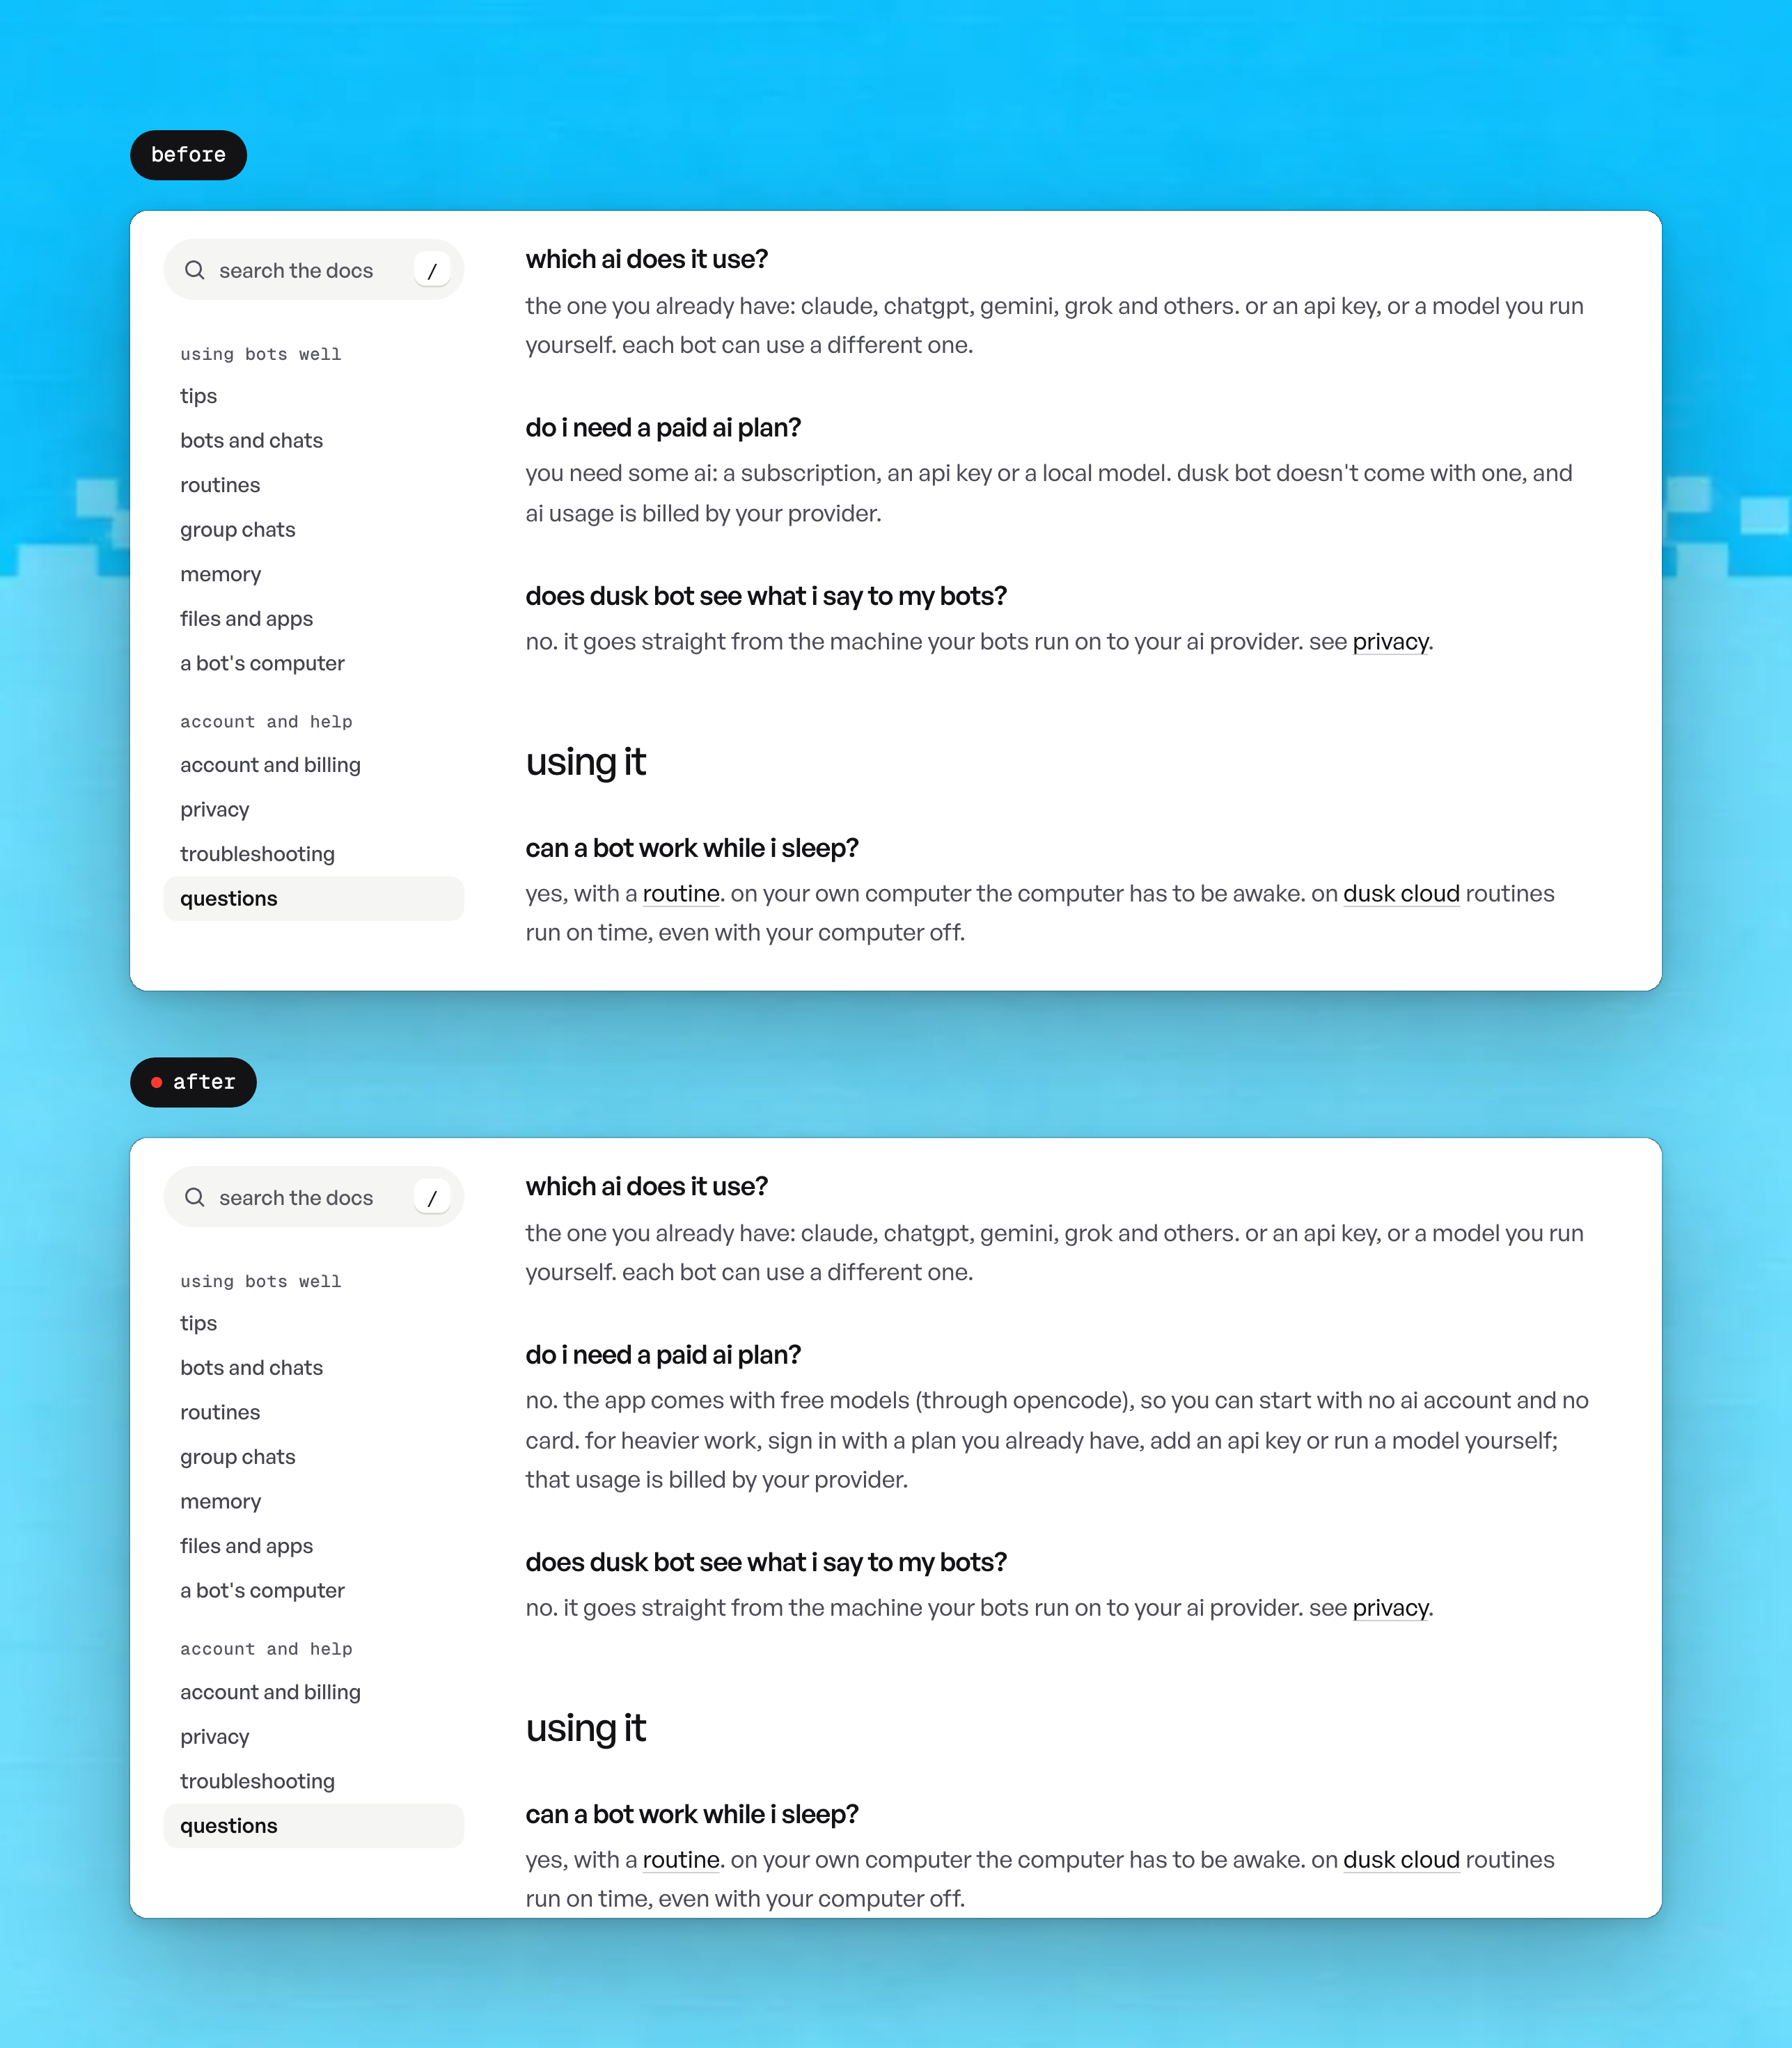 before
search the docs /
using bots well
tips
bots and chats
routines
group chats
memory
files and apps
a bot's computer
account and help
account and billing
privacy
troubleshooting
questions
which ai does it use?
the one you already have: claude, chatgpt, gemini, grok and others. or an api key, or a model you run
yourself. each bot can use a different one.
do i need a paid ai plan?
you need some ai: a subscription, an api key or a local model. dusk bot doesn't come with one, and
ai usage is billed by your provider.
does dusk bot see what i say to my bots?
no. it goes straight from the machine your bots run on to your ai provider. see privacy.
using it
can a bot work while i sleep?
yes, with a routine. on your own computer the computer has to be awake. on dusk cloud routines
run on time, even with your computer off.
after
search the docs /
using bots well
tips
bots and chats
routines
group chats
memory
files and apps
a bot's computer
account and help
account and billing
privacy
troubleshooting
questions
which ai does it use?
the one you already have: claude, chatgpt, gemini, grok and others. or an api key, or a model you run
yourself. each bot can use a different one.
do i need a paid ai plan?
no. the app comes with free models (through opencode), so you can start with no ai account and no
card. for heavier work, sign in with a plan you already have, add an api key or run a model yourself;
that usage is billed by your provider.
does dusk bot see what i say to my bots?
no. it goes straight from the machine your bots run on to your ai provider. see privacy.
using it
can a bot work while i sleep?
yes, with a routine. on your own computer the computer has to be awake. on dusk cloud routines
run on time, even with your computer off.